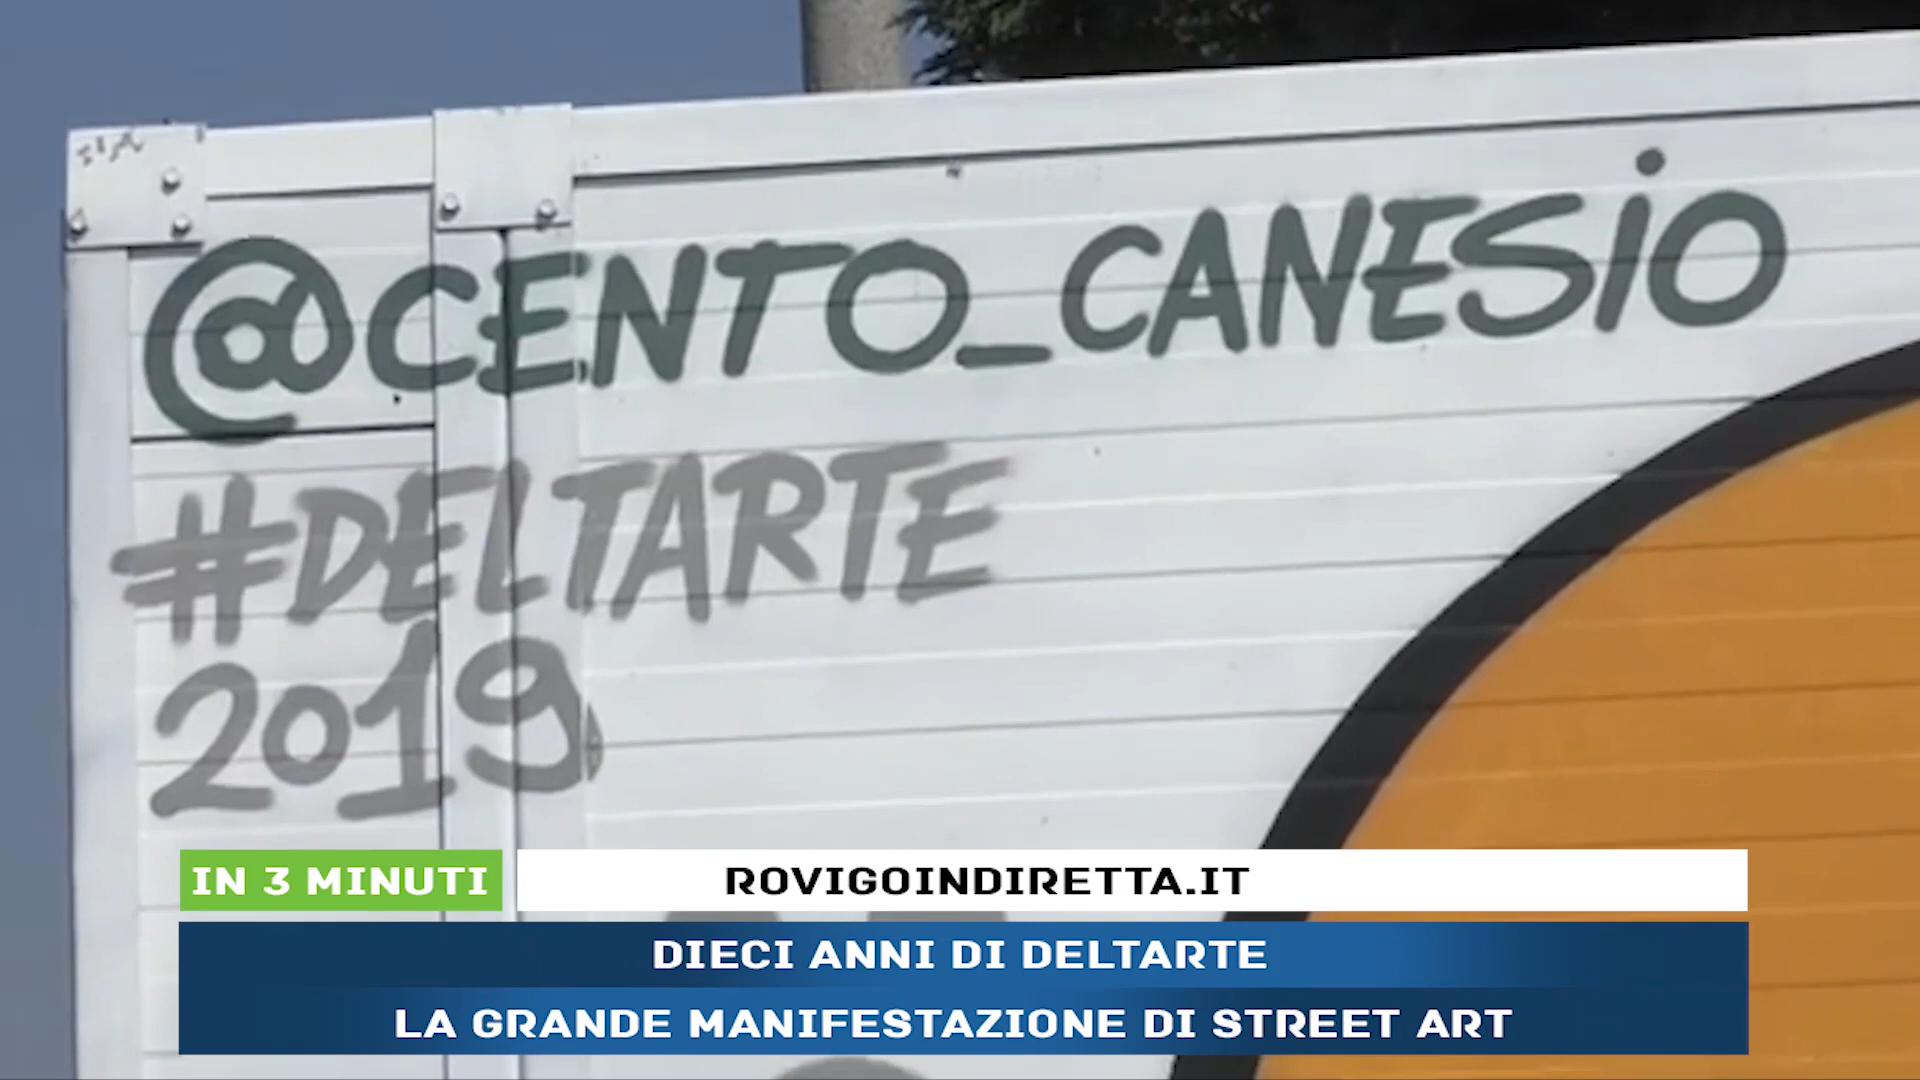 @CENTO_CANESIO
#DELTARTE
2019
IN 3 MINUTI
ROVIGOINDIRETTA.IT
DIECI ANNI DI DELTARTE
LA GRANDE MANIFESTAZIONE DI STREET ART